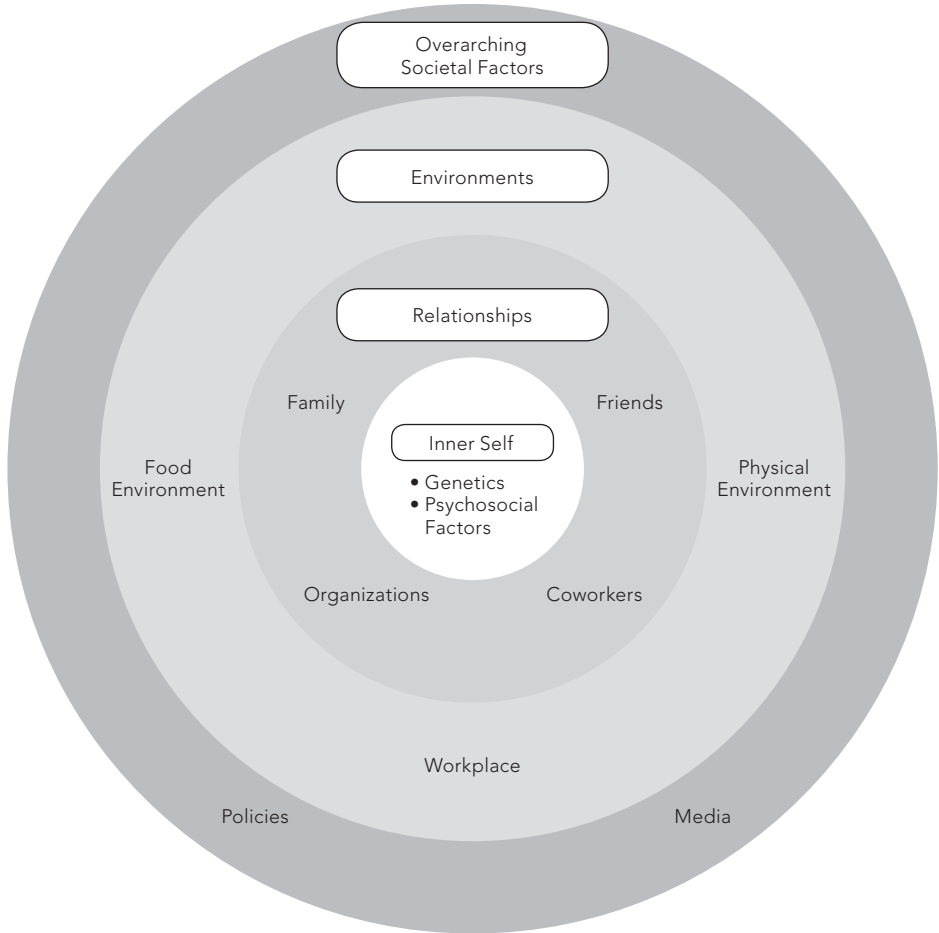 Overarching
Societal Factors
Environments
Relationships
Family
Friends
Inner Self
• Genetics
• Psychosocial
Factors
Food
Environment
Physical
Environment
Organizations
Coworkers
Workplace
Policies
Media